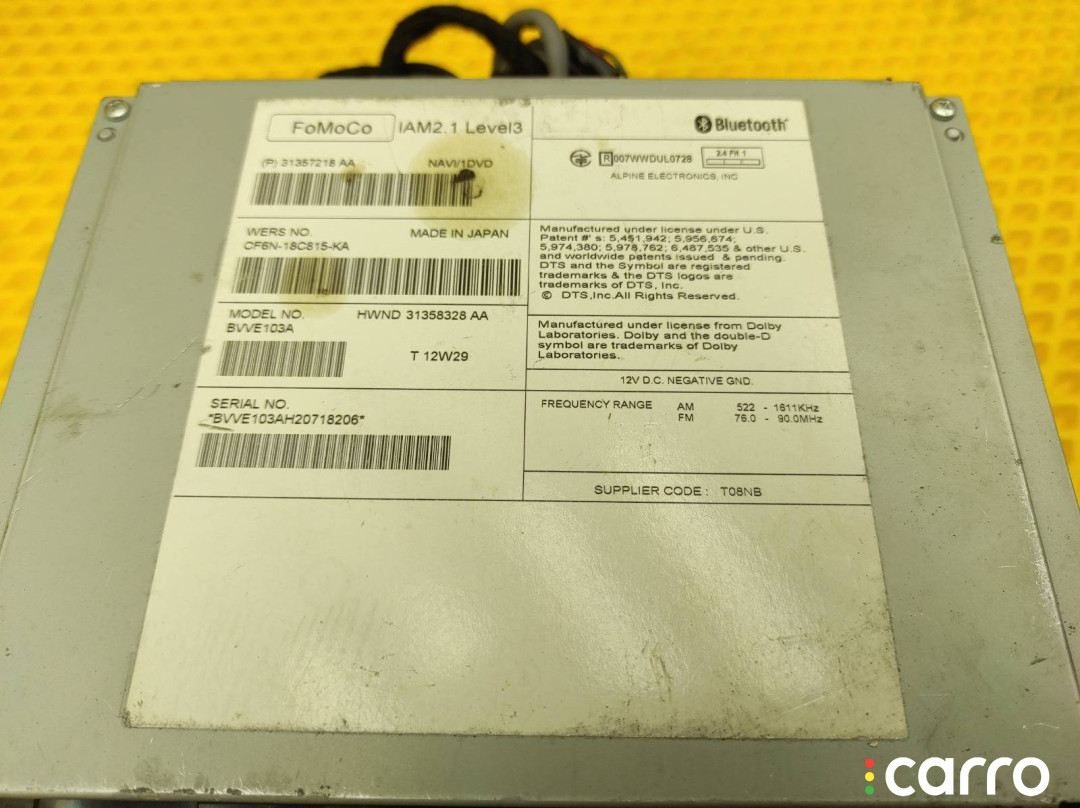 FoMoCo IAM2.1 Level3
(P) 31357218 AA NAVI/1DVD
WERS NO. MADE IN JAPAN
CF6N-18C815-KA
MODEL NO. HWND 31358328 AA
BVVE103A
T 12W29
SERIAL NO.
*BVVE103AH20718206*
Bluetooth
R 007WWDUL0728 2.4 FH 1
ALPINE ELECTRONICS, INC
Manufactured under license under U.S.
Patent #' s: 5,451,942; 5,956,674;
5,974,380; 5,978,762; 6,487,535 & other U.S.
and worldwide patents issued & pending.
DTS and the Symbol are registered
trademarks & the DTS logos are
trademarks of DTS, Inc.
© DTS,Inc.All Rights Reserved.
Manufactured under license from Dolby
Laboratories. Dolby and the double-D
symbol are trademarks of Dolby
Laboratories.
12V D.C. NEGATIVE GND.
FREQUENCY RANGE AM 522 - 1611KHz
/ FM 76.0 - 90.0MHz
SUPPLIER CODE : T08NB
carro